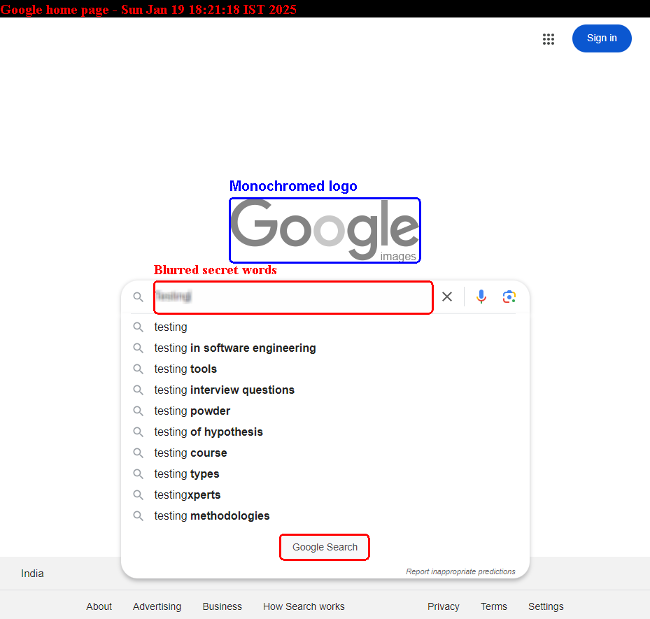 Google home page - Sun Jan 19 18:21:18 IST 2025
Sign in
Monochromed logo
Google
images
Blurred secret words
testing
testing in software engineering
testing tools
testing interview questions
testing powder
testing of hypothesis
testing course
testing types
testingxperts
testing methodologies
Google Search
Report inappropriate predictions
India
About Advertising Business How Search works Privacy Terms Settings